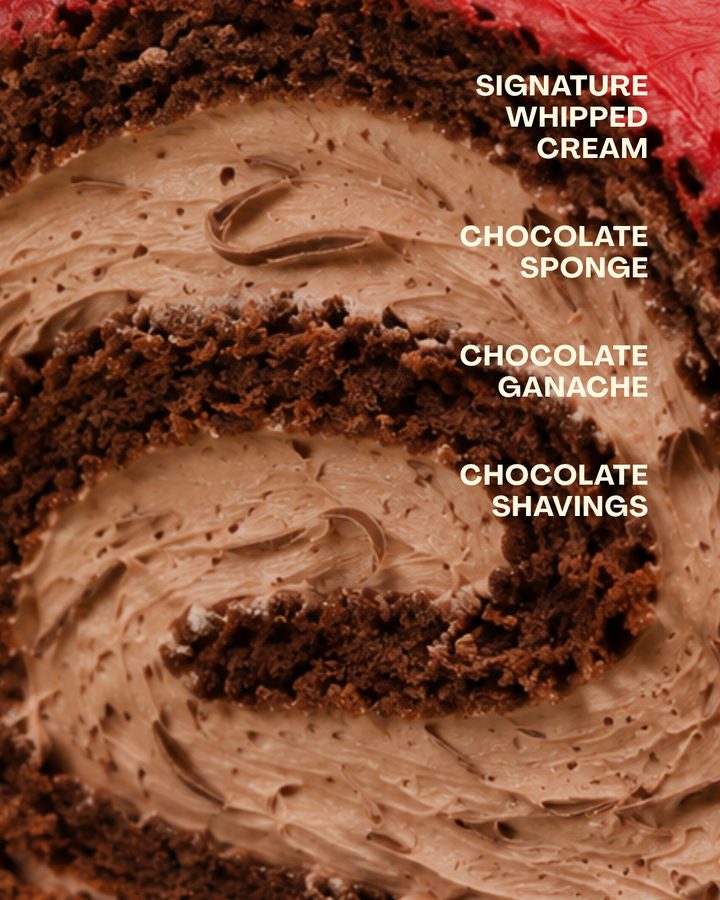 SIGNATURE
WHIPPED
CREAM
CHOCOLATE
SPONGE
CHOCOLATE
GANACHE
CHOCOLATE
SHAVINGS